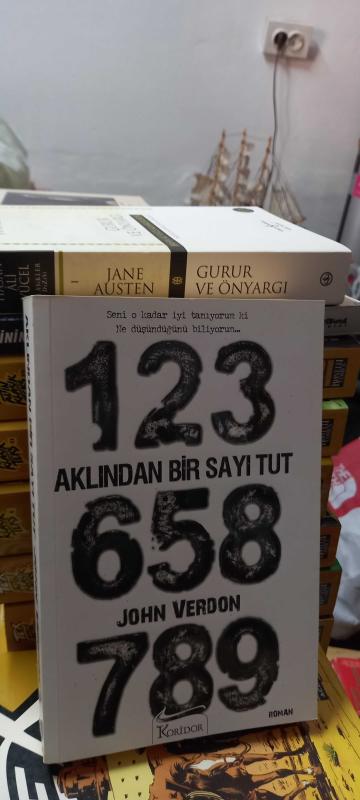 JANE
AUSTEN
GURUR
VE ÖNYARGI
Seni o kadar iyi tanıyorum ki
Ne düşündüğünü biliyorum...
123
AKLINDAN BİR SAYI TUT
658
JOHN VERDON
789
KORİDOR
ROMAN